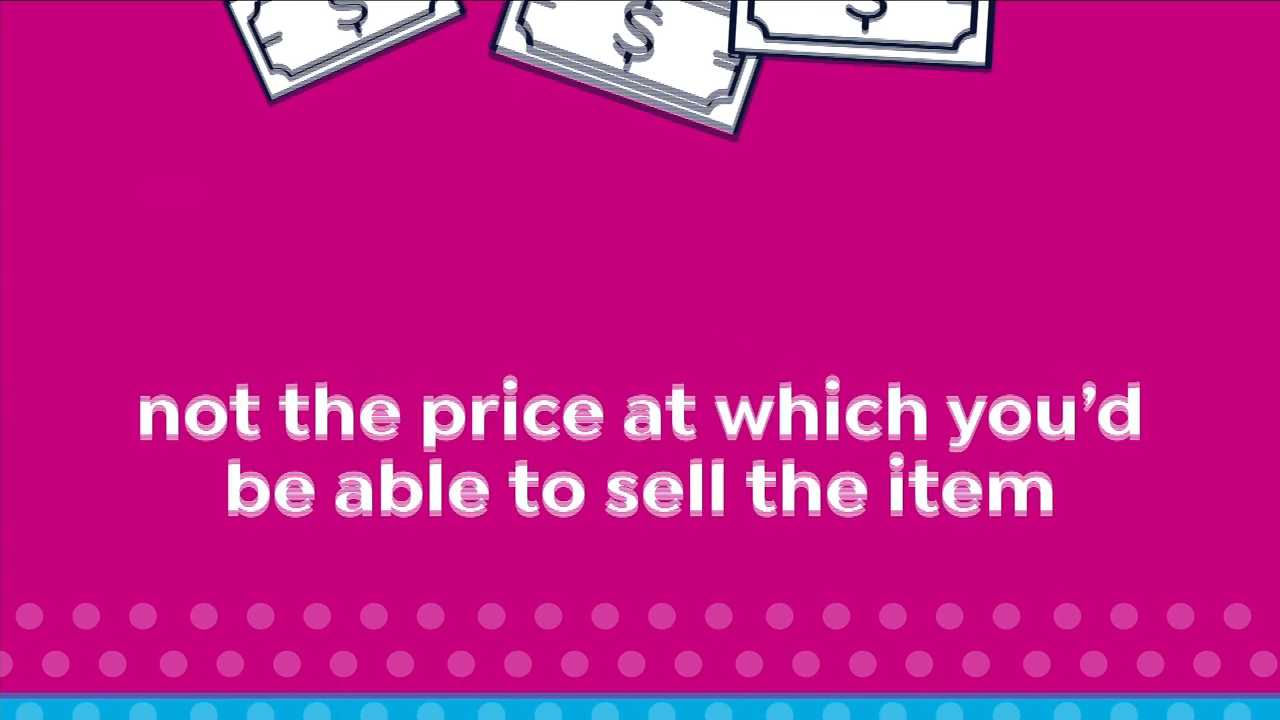 $ $ $
not the price at which you’d
be able to sell the item